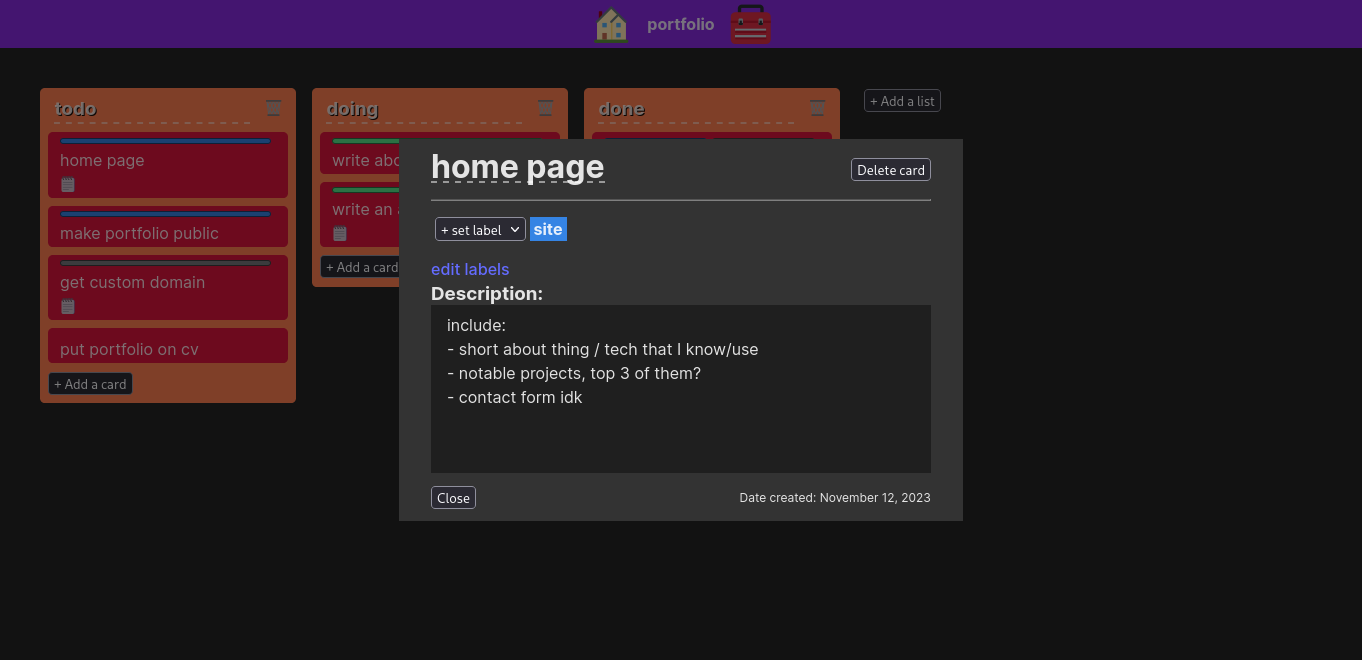 portfolio
todo
doing
done
+ Add a list
home page
make portfolio public
get custom domain
put portfolio on cv
+ Add a card
write abo
write an
+ Add a card
home page
Delete card
+ set label
site
edit labels
Description:
include:
- short about thing / tech that I know/use
- notable projects, top 3 of them?
- contact form idk
Close
Date created: November 12, 2023